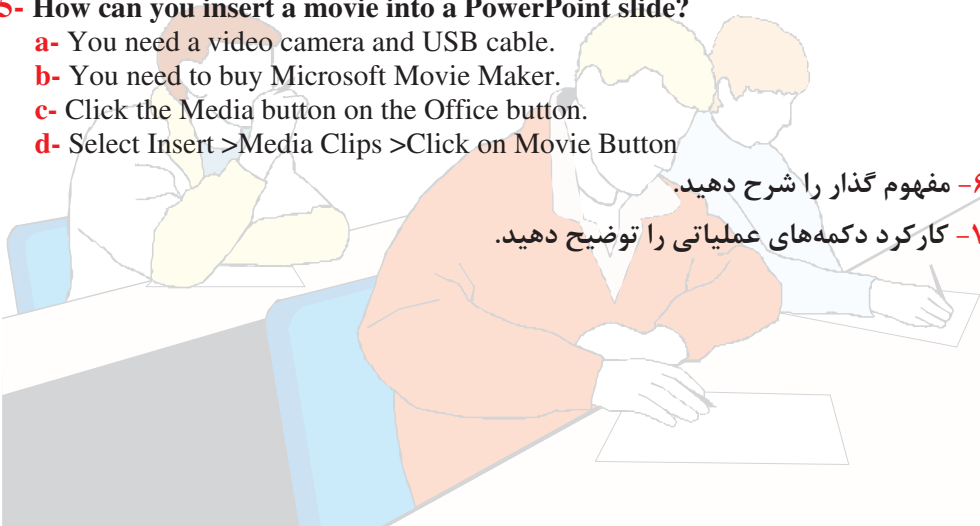 5- How can you insert a movie into a PowerPoint slide?
a- You need a video camera and USB cable.
b- You need to buy Microsoft Movie Maker.
c- Click the Media button on the Office button.
d- Select Insert >Media Clips >Click on Movie Button
۶- مفهوم گذار را شرح دهید.
۷- کارکرد دکمه‌های عملیاتی را توضیح دهید.